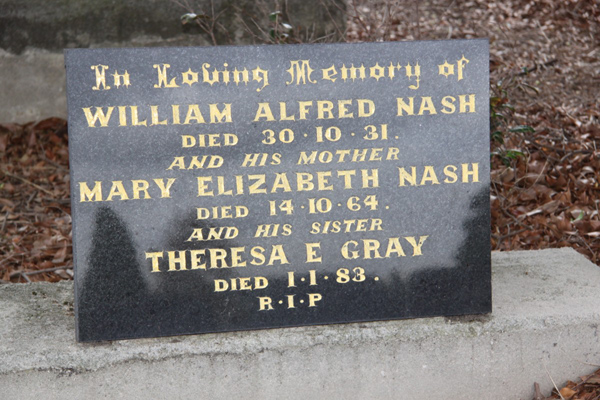 In Loving Memory of
WILLIAM ALFRED NASH
DIED 30·10·31.
AND HIS MOTHER
MARY ELIZABETH NASH
DIED 14·10·64.
AND HIS SISTER
THERESA E GRAY
DIED 1·1·83.
R·I·P